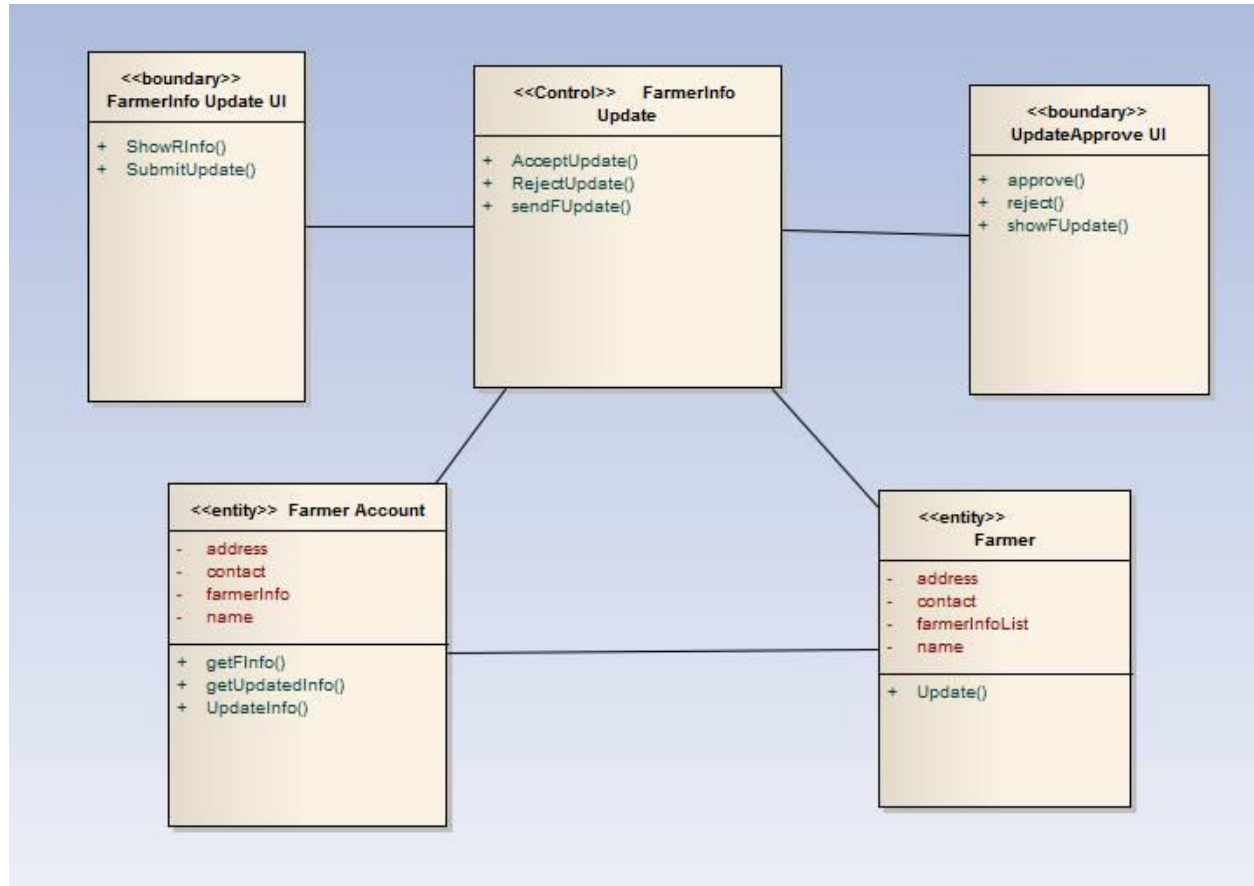 <<boundary>>
FarmerInfo Update UI
+ ShowRInfo()
+ SubmitUpdate()
<<Control>> FarmerInfo
Update
+ AcceptUpdate()
+ RejectUpdate()
+ sendFUpdate()
<<boundary>>
UpdateApprove UI
+ approve()
+ reject()
+ showFUpdate()
<<entity>> Farmer Account
- address
- contact
- farmerInfo
- name
+ getFInfo()
+ getUpdatedInfo()
+ UpdateInfo()
<<entity>>
Farmer
- address
- contact
- farmerInfoList
- name
+ Update()